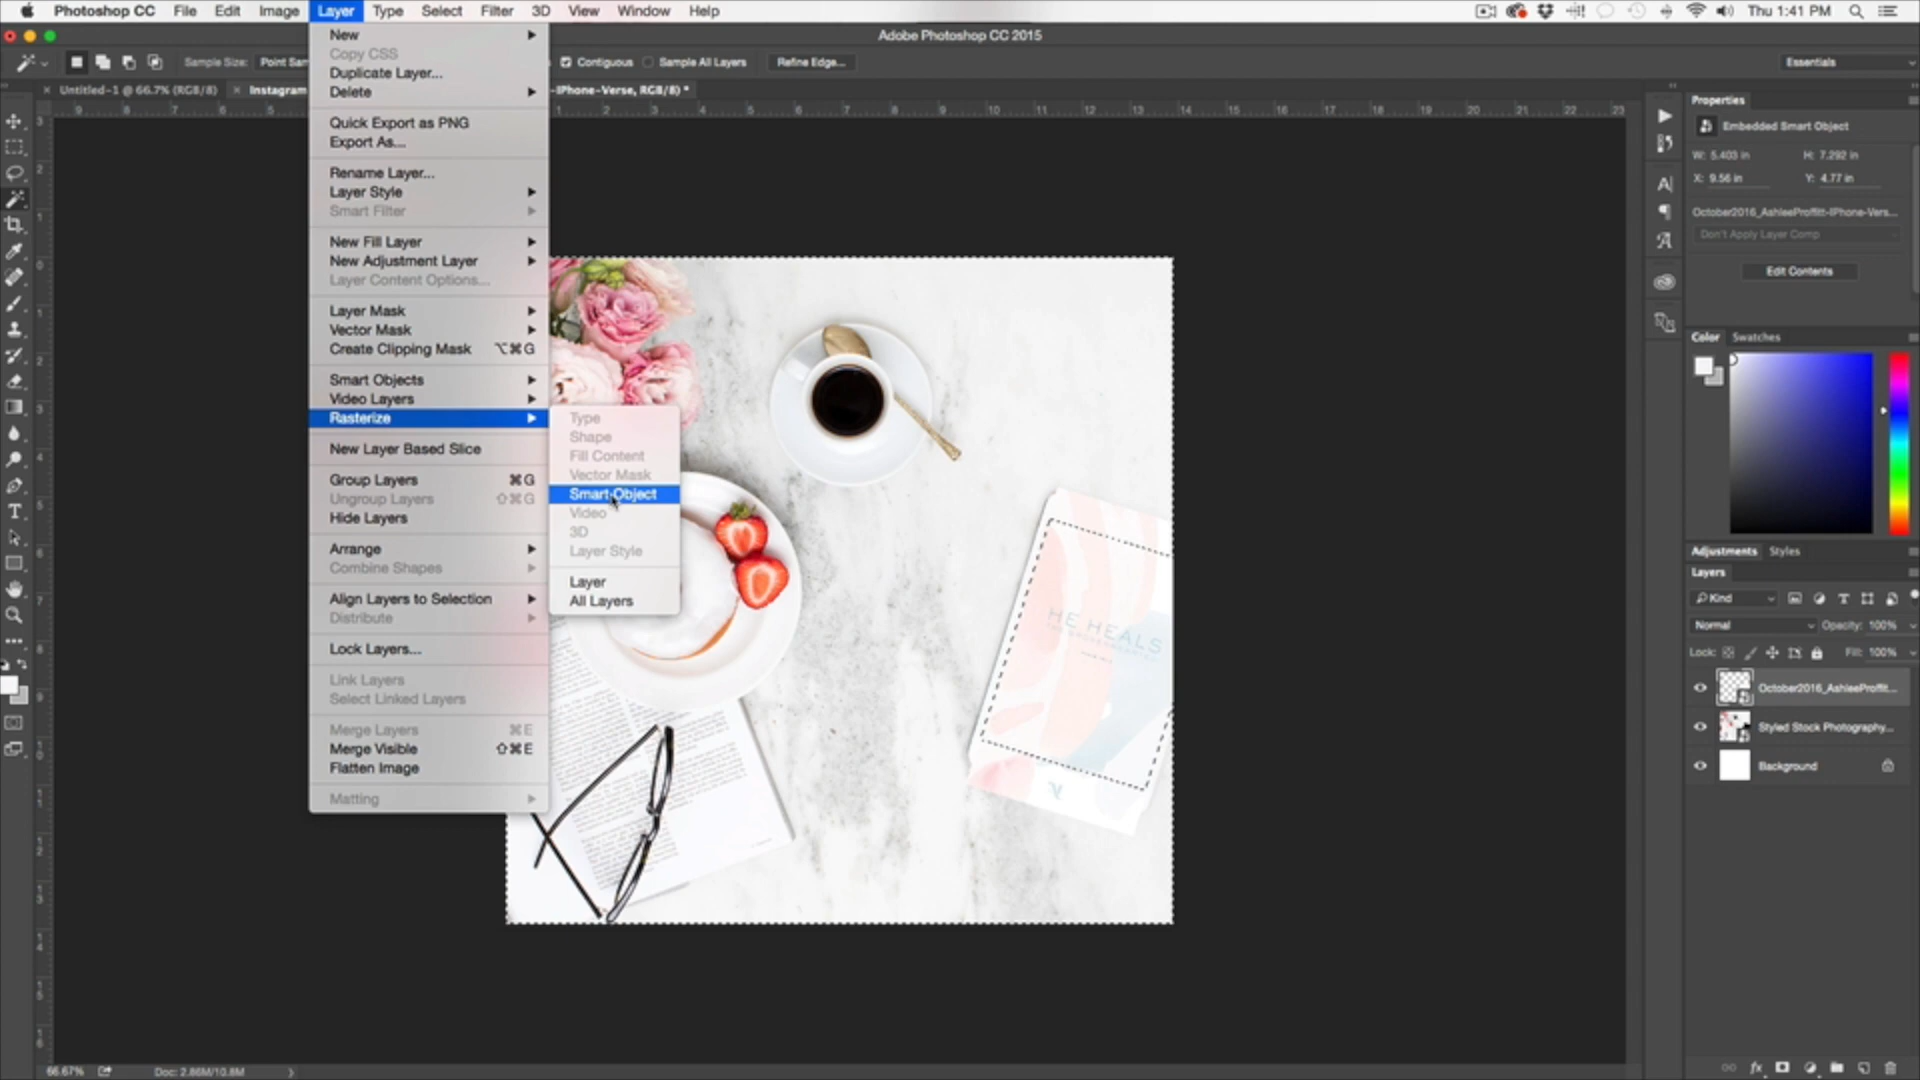 Photoshop CC File Edit Image Layer Type Select Filter 3D View Window Help Thu 1:41 PM
Adobe Photoshop CC 2015
Sample Size: Point Sam Contiguous Sample All Layers Refine Edge... Essentials
Untitled-1 @ 66.7% (RGB/8) Instagram -IPhone-Verse, RGB/8) *
New
Copy CSS
Duplicate Layer...
Delete
Quick Export as PNG
Export As...
Rename Layer...
Layer Style
Smart Filter
New Fill Layer
New Adjustment Layer
Layer Content Options...
Layer Mask
Vector Mask
Create Clipping Mask ⌥⌘G
Smart Objects
Video Layers
Rasterize
New Layer Based Slice
Group Layers ⌘G
Ungroup Layers ⇧⌘G
Hide Layers
Arrange
Combine Shapes
Align Layers to Selection
Distribute
Lock Layers...
Link Layers
Select Linked Layers
Merge Layers ⌘E
Merge Visible ⇧⌘E
Flatten Image
Matting
Type
Shape
Fill Content
Vector Mask
Smart Object
Video
3D
Layer Style
Layer
All Layers
HE HEALS
Properties
Embedded Smart Object
W: 5.403 in H: 7.292 in
X: 9.56 in Y: 4.77 in
October2016_AshleeProffitt-IPhone-Vers...
Don't Apply Layer Comp
Edit Contents
Color Swatches
Adjustments Styles
Layers
Kind
Normal Opacity: 100%
Lock: Fill: 100%
October2016_AshleeProffit...
Styled Stock Photography...
Background
66.67% Doc: 2.86M/10.8M